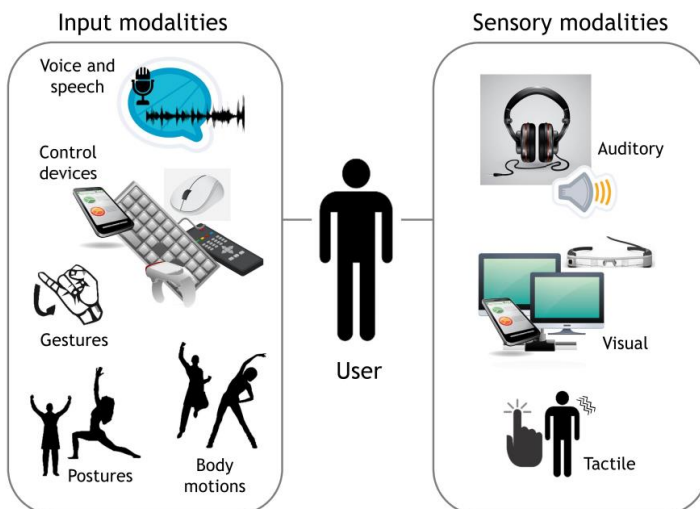 Input modalities
Voice and
speech
Control
devices
Gestures
Postures
Body
motions
User
Sensory modalities
Auditory
Visual
Tactile